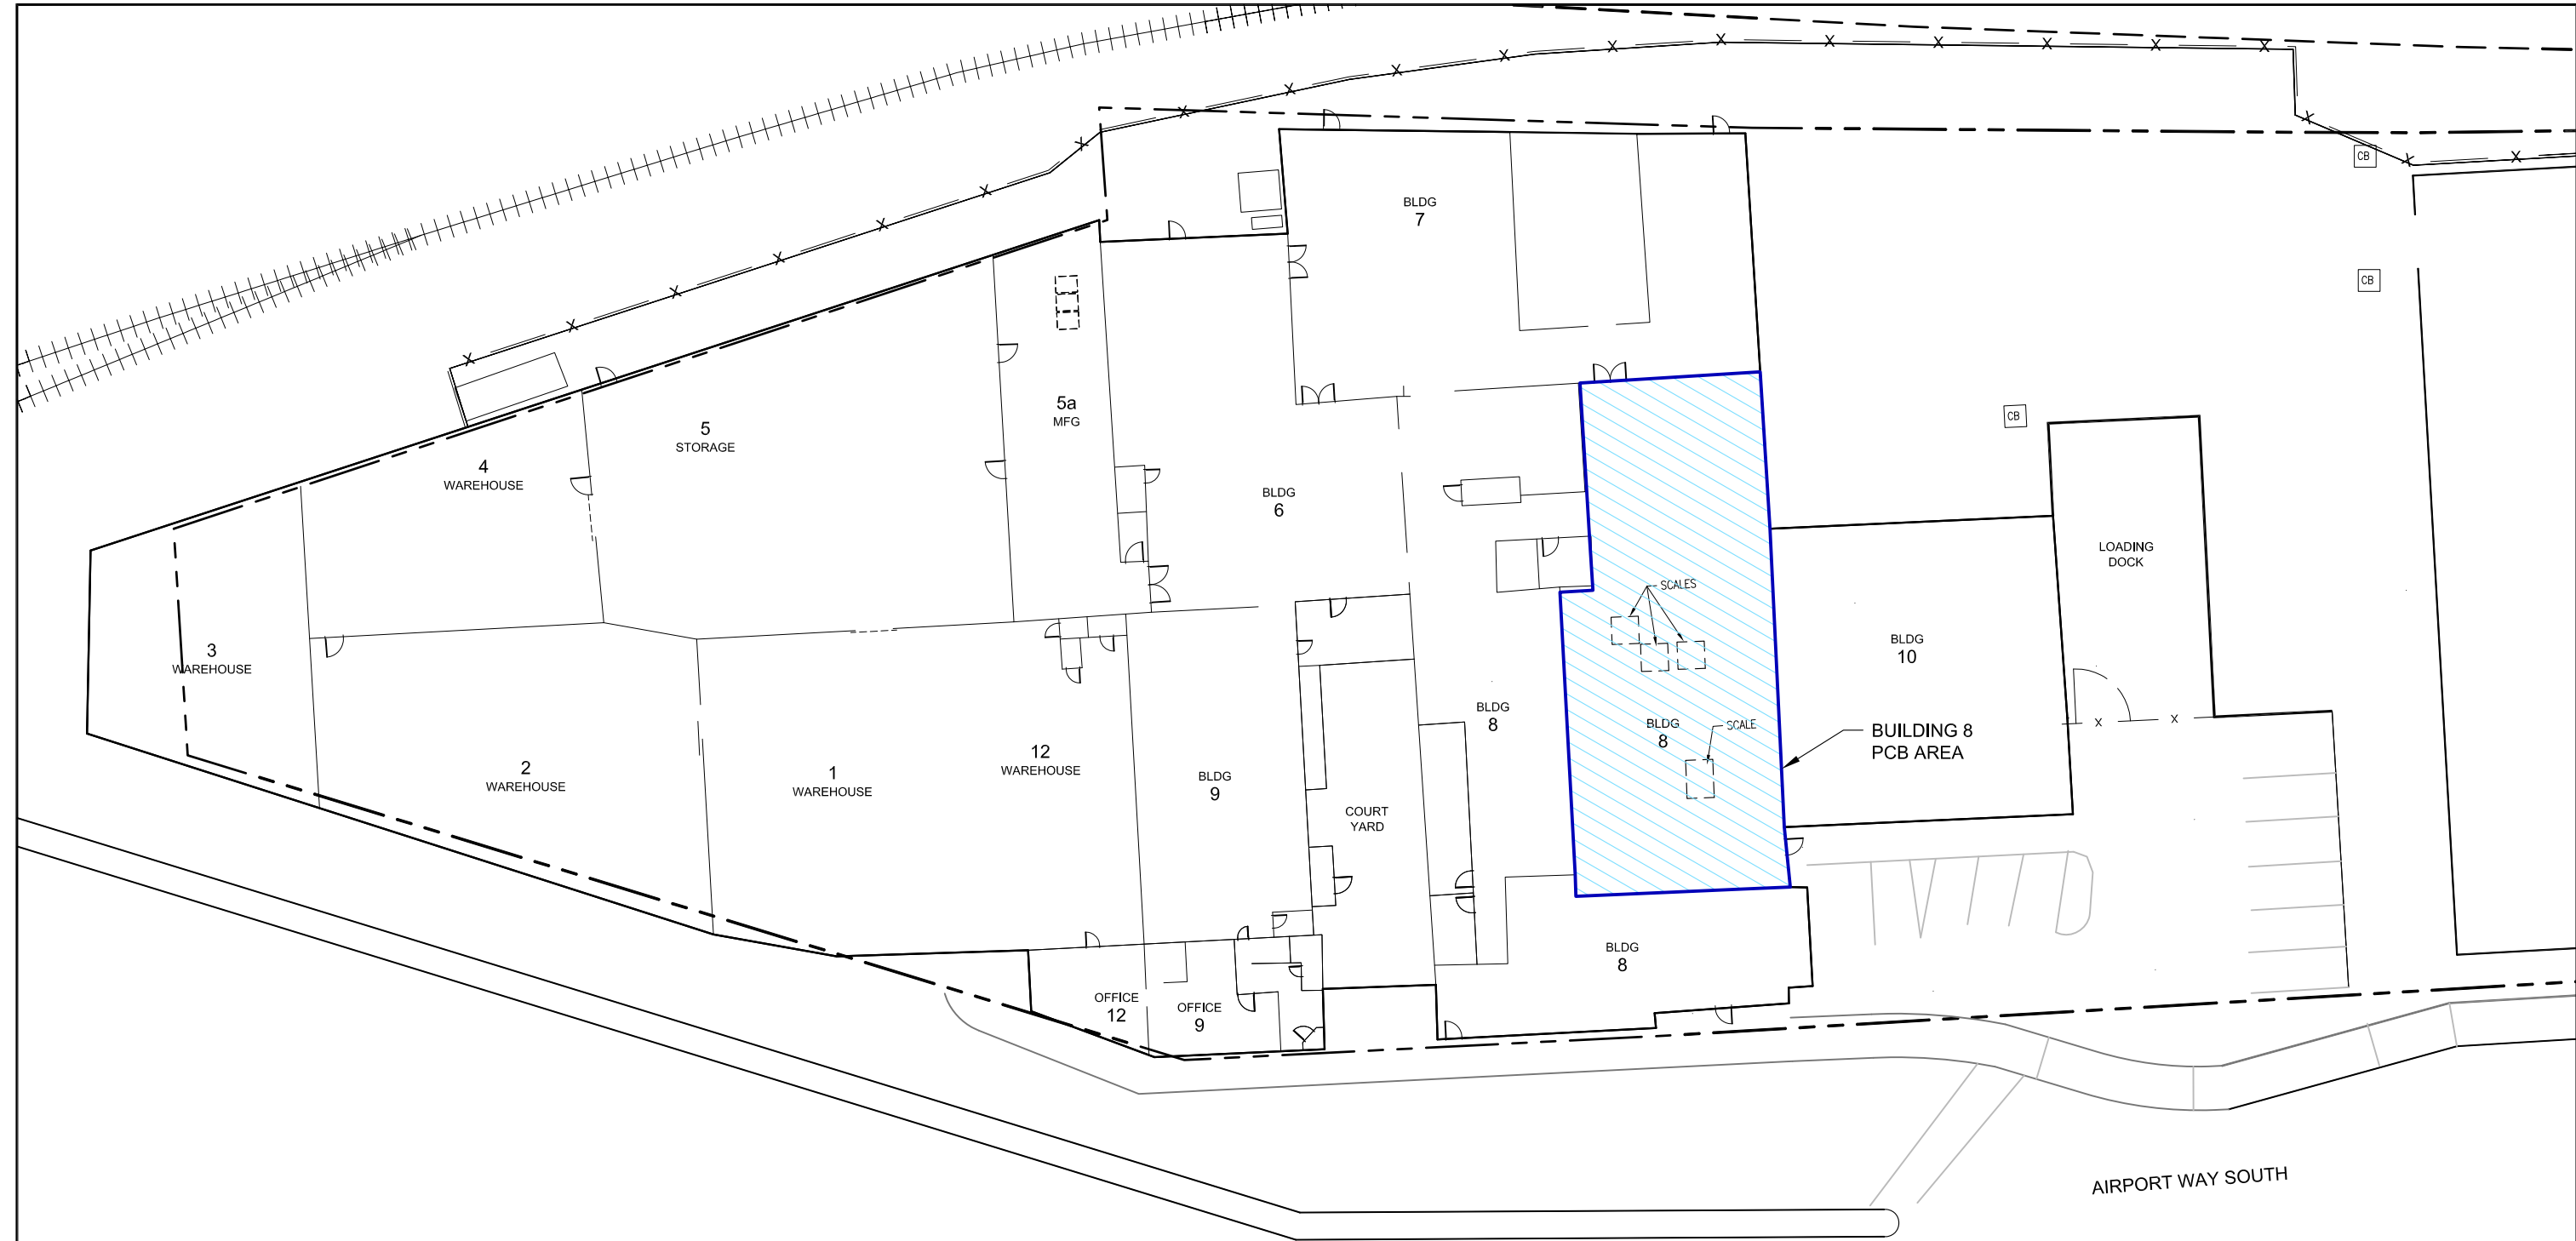 CB
BLDG
7
CB
5a
MFG
CB
5
STORAGE
4
WAREHOUSE
BLDG
6
LOADING
DOCK
SCALES
3
WAREHOUSE
BLDG
10
BLDG
8
BLDG
8
SCALE
BUILDING 8
PCB AREA
2
WAREHOUSE
1
WAREHOUSE
12
WAREHOUSE
BLDG
9
COURT
YARD
BLDG
8
OFFICE
12
OFFICE
9
AIRPORT WAY SOUTH